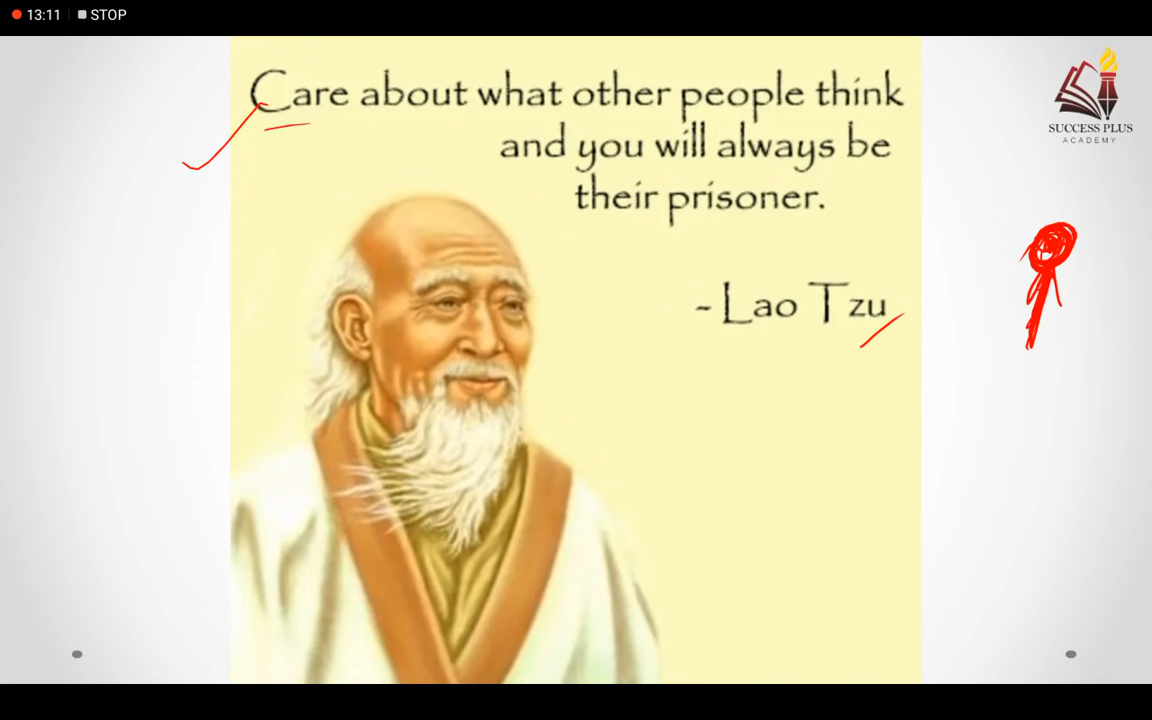 13:11 STOP
Care about what other people think
and you will always be
their prisoner.
- Lao Tzu
SUCCESS PLUS
ACADEMY